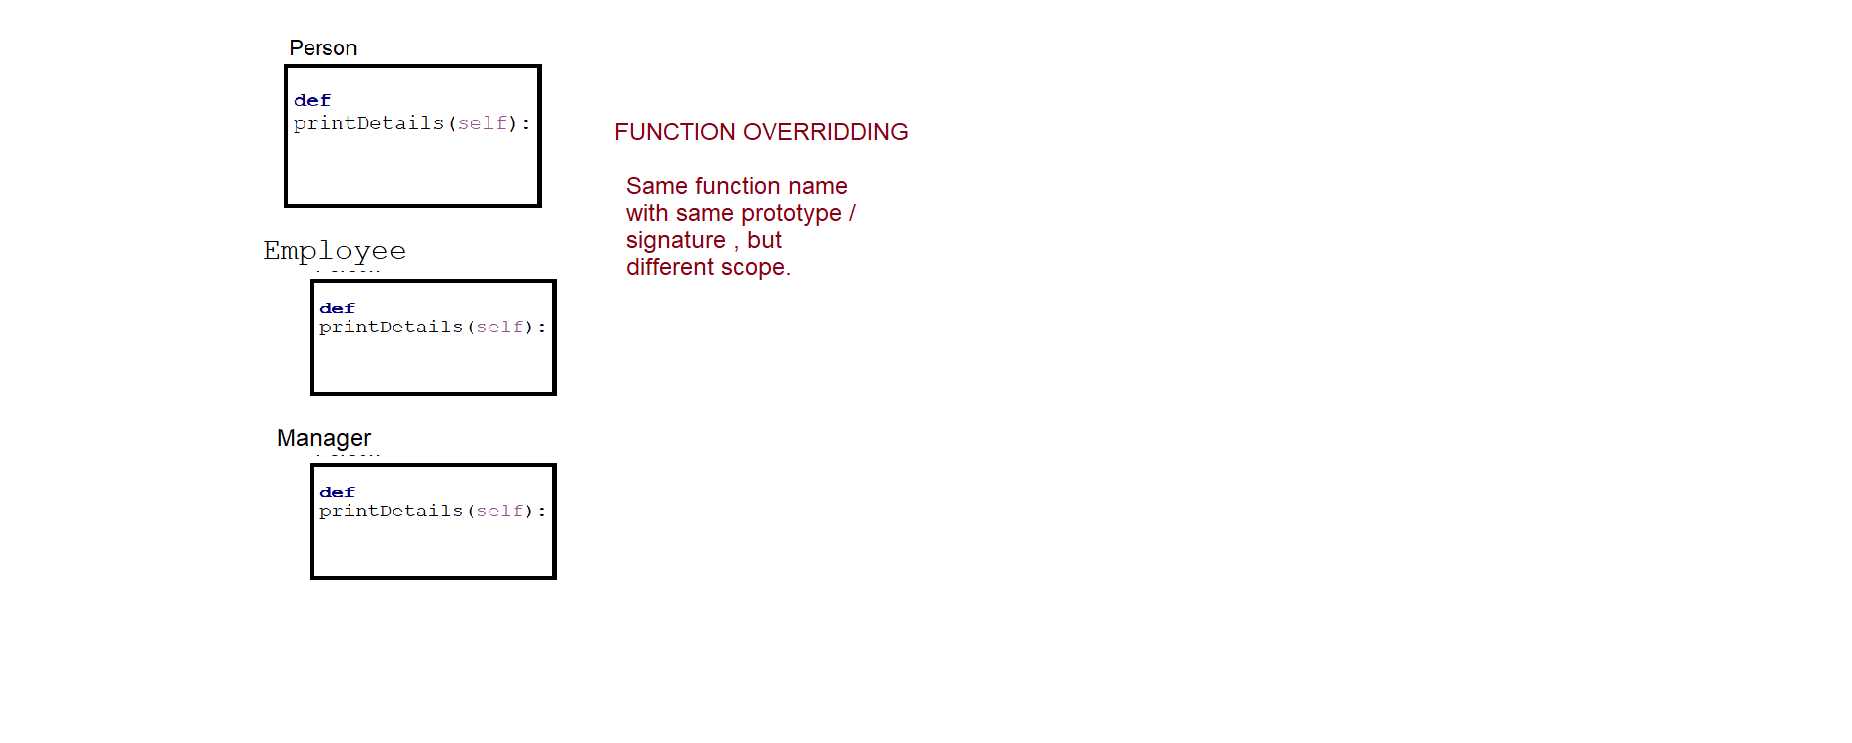 Person
def
printDetails(self):
FUNCTION OVERRIDDING
Same function name
with same prototype /
signature , but
different scope.
Employee
def
printDetails(self):
Manager
def
printDetails(self):